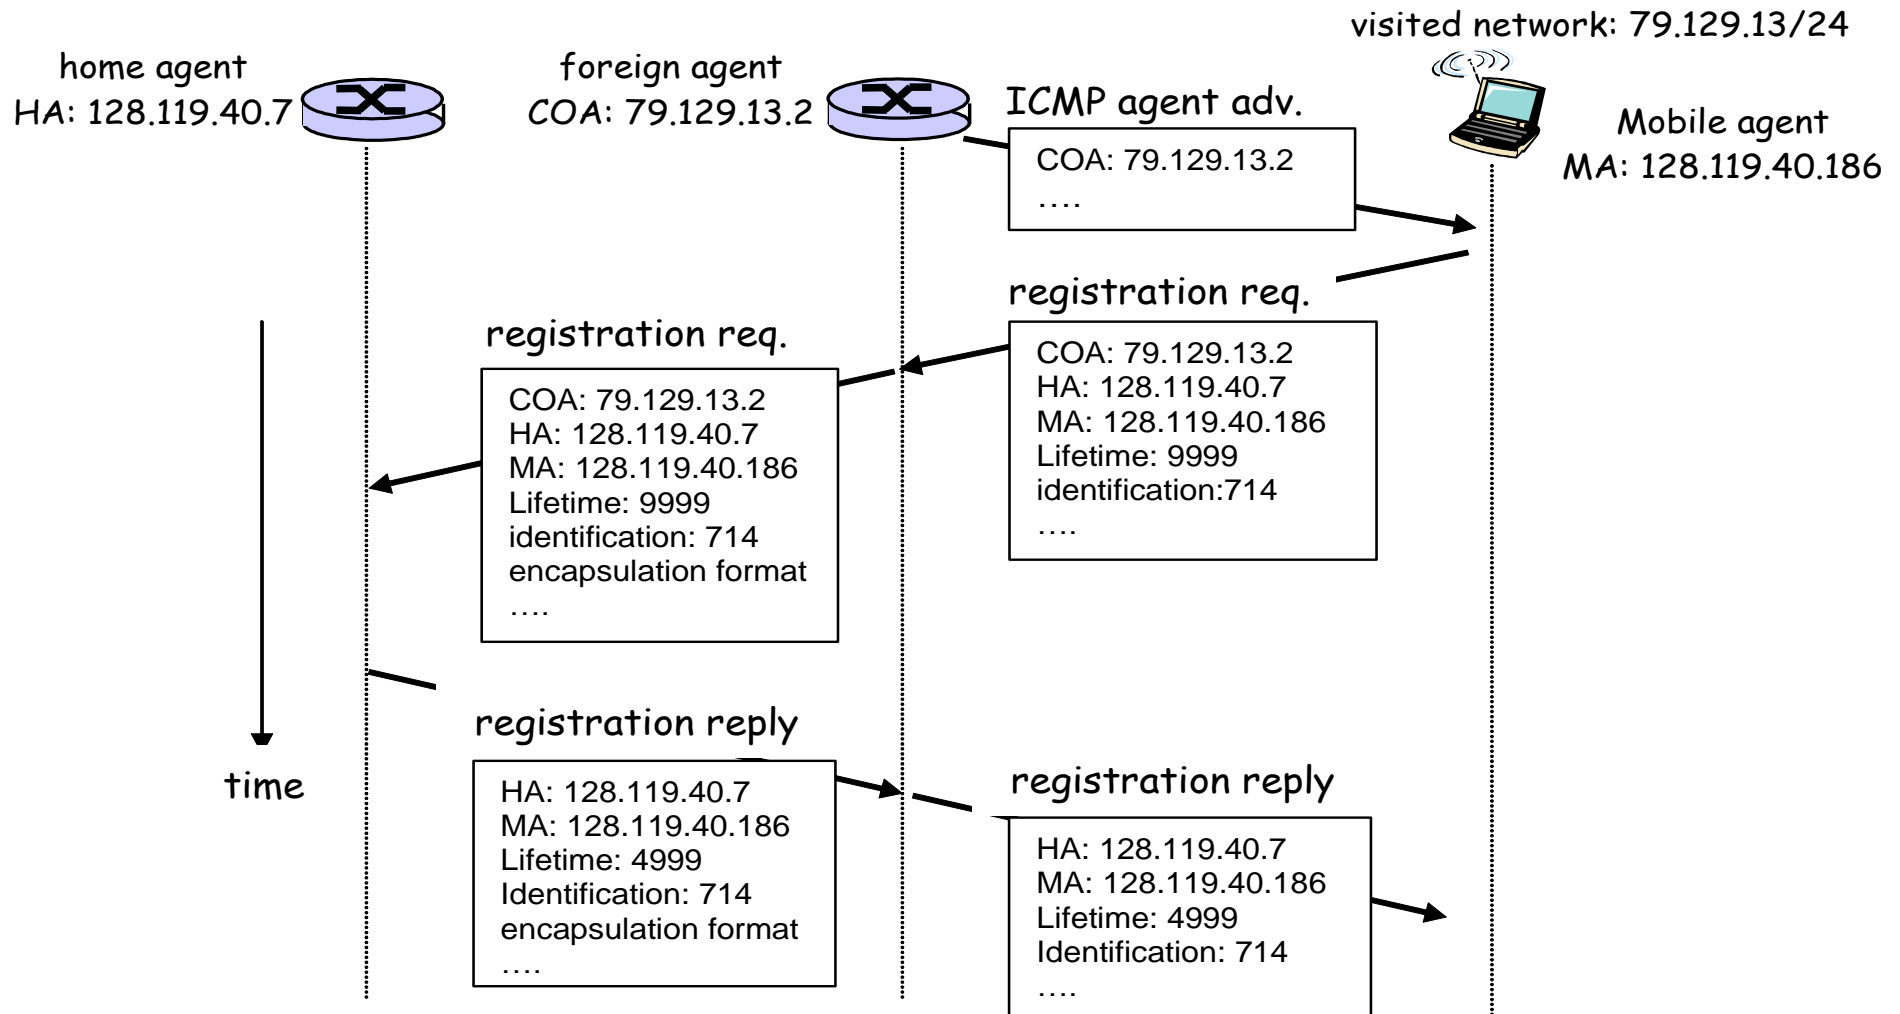 visited network: 79.129.13/24
home agent
HA: 128.119.40.7
foreign agent
COA: 79.129.13.2
ICMP agent adv.
COA: 79.129.13.2
....
Mobile agent
MA: 128.119.40.186
registration req.
COA: 79.129.13.2
HA: 128.119.40.7
MA: 128.119.40.186
Lifetime: 9999
identification:714
....
registration req.
COA: 79.129.13.2
HA: 128.119.40.7
MA: 128.119.40.186
Lifetime: 9999
identification: 714
encapsulation format
....
time
registration reply
HA: 128.119.40.7
MA: 128.119.40.186
Lifetime: 4999
Identification: 714
encapsulation format
....
registration reply
HA: 128.119.40.7
MA: 128.119.40.186
Lifetime: 4999
Identification: 714
....